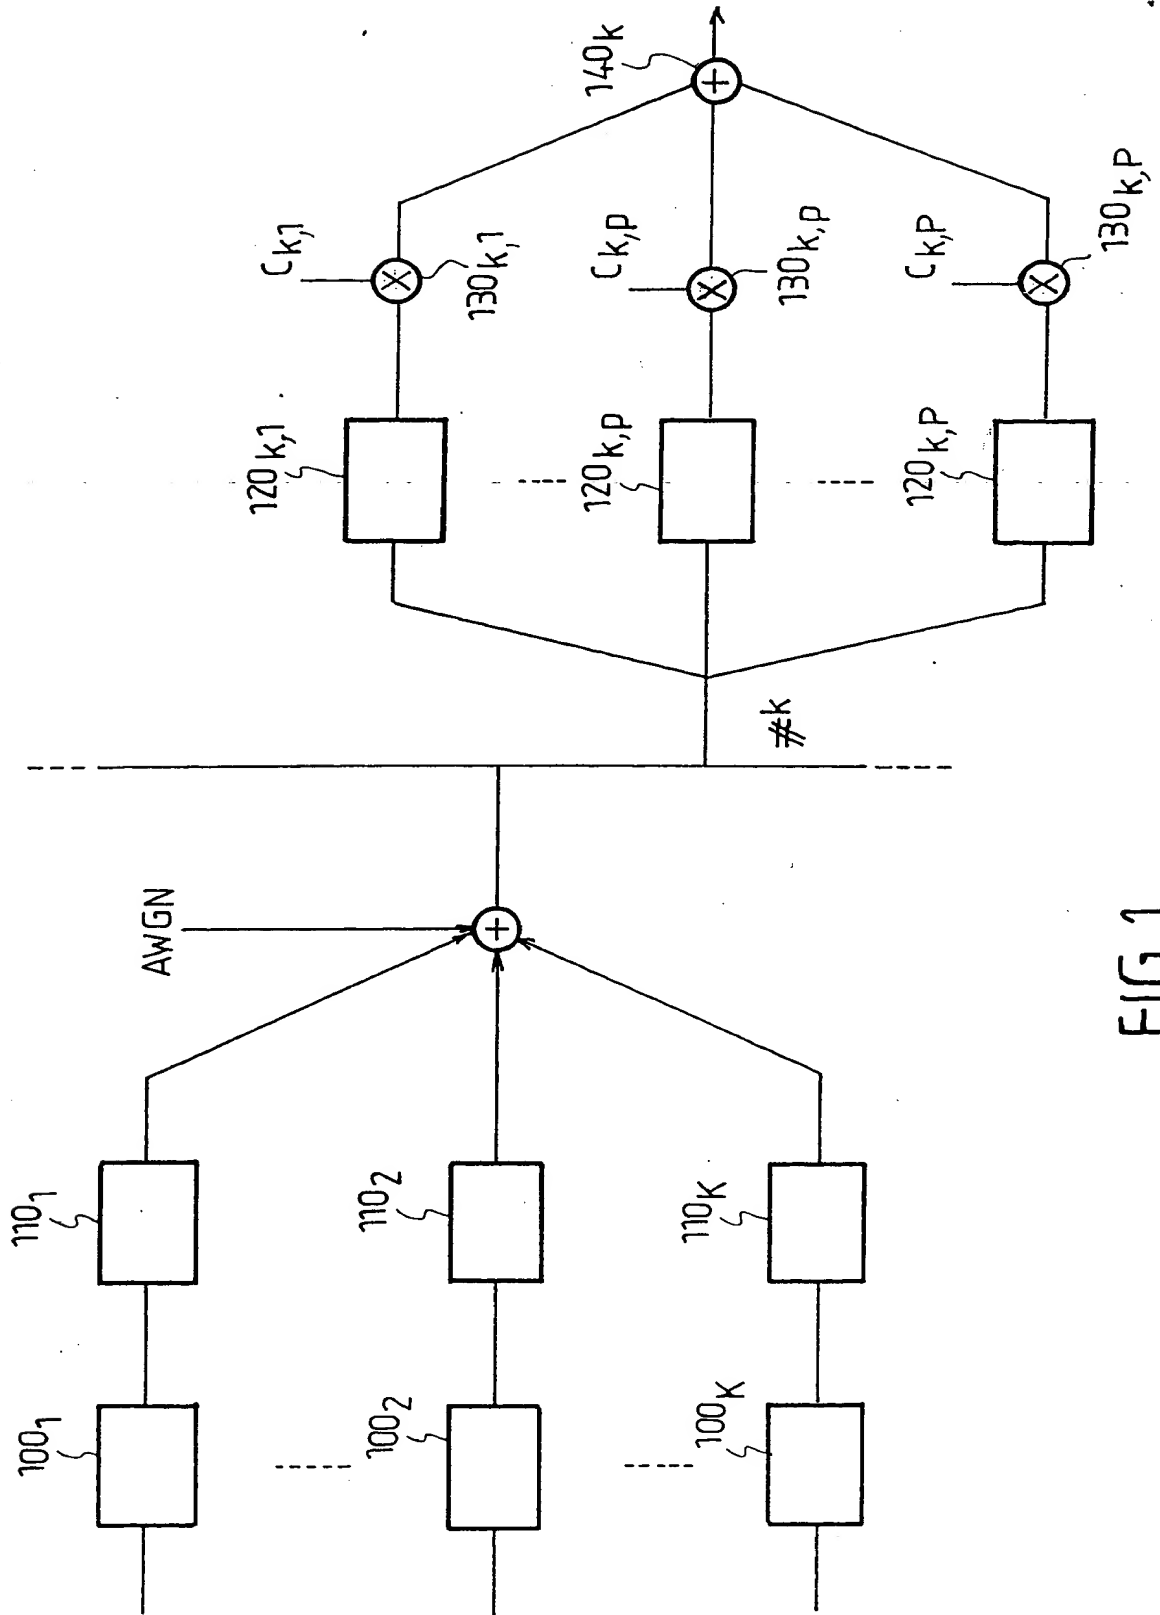 100₁
110₁
100₂
110₂
100K
110K
AWGN
+
#k
120k,1
120k,p
120k,P
Ck,1
X
130k,1
Ck,p
X
130k,p
Ck,P
X
130k,P
140k
+
FIG. 1